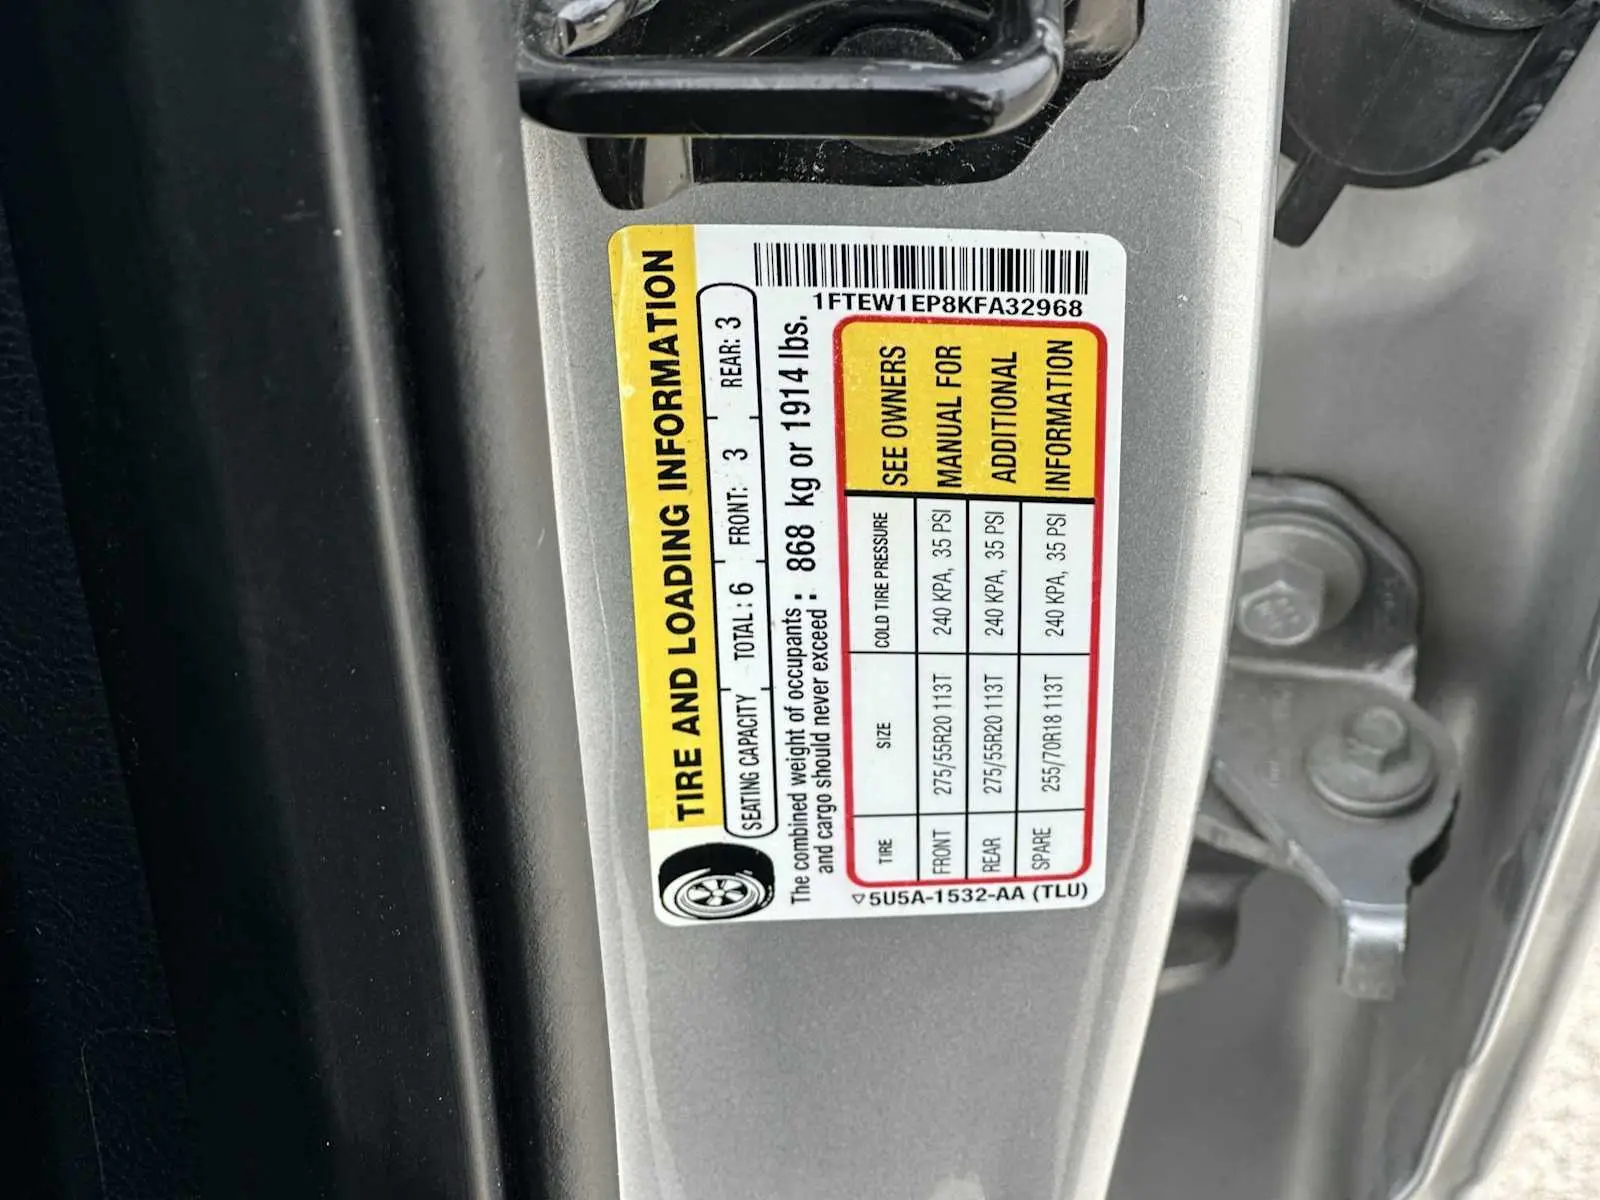 1FTEW1EP8KFA32968
TIRE AND LOADING INFORMATION
SEATING CAPACITY TOTAL: 6 FRONT: 3 REAR: 3
The combined weight of occupants : 868 kg or 1914 lbs.
and cargo should never exceed :
TIRE SIZE COLD TIRE PRESSURE
FRONT 275/55R20 113T 240 KPA, 35 PSI
REAR 275/55R20 113T 240 KPA, 35 PSI
SPARE 255/70R18 113T 240 KPA, 35 PSI
SEE OWNERS
MANUAL FOR
ADDITIONAL
INFORMATION
▽5U5A-1532-AA (TLU)